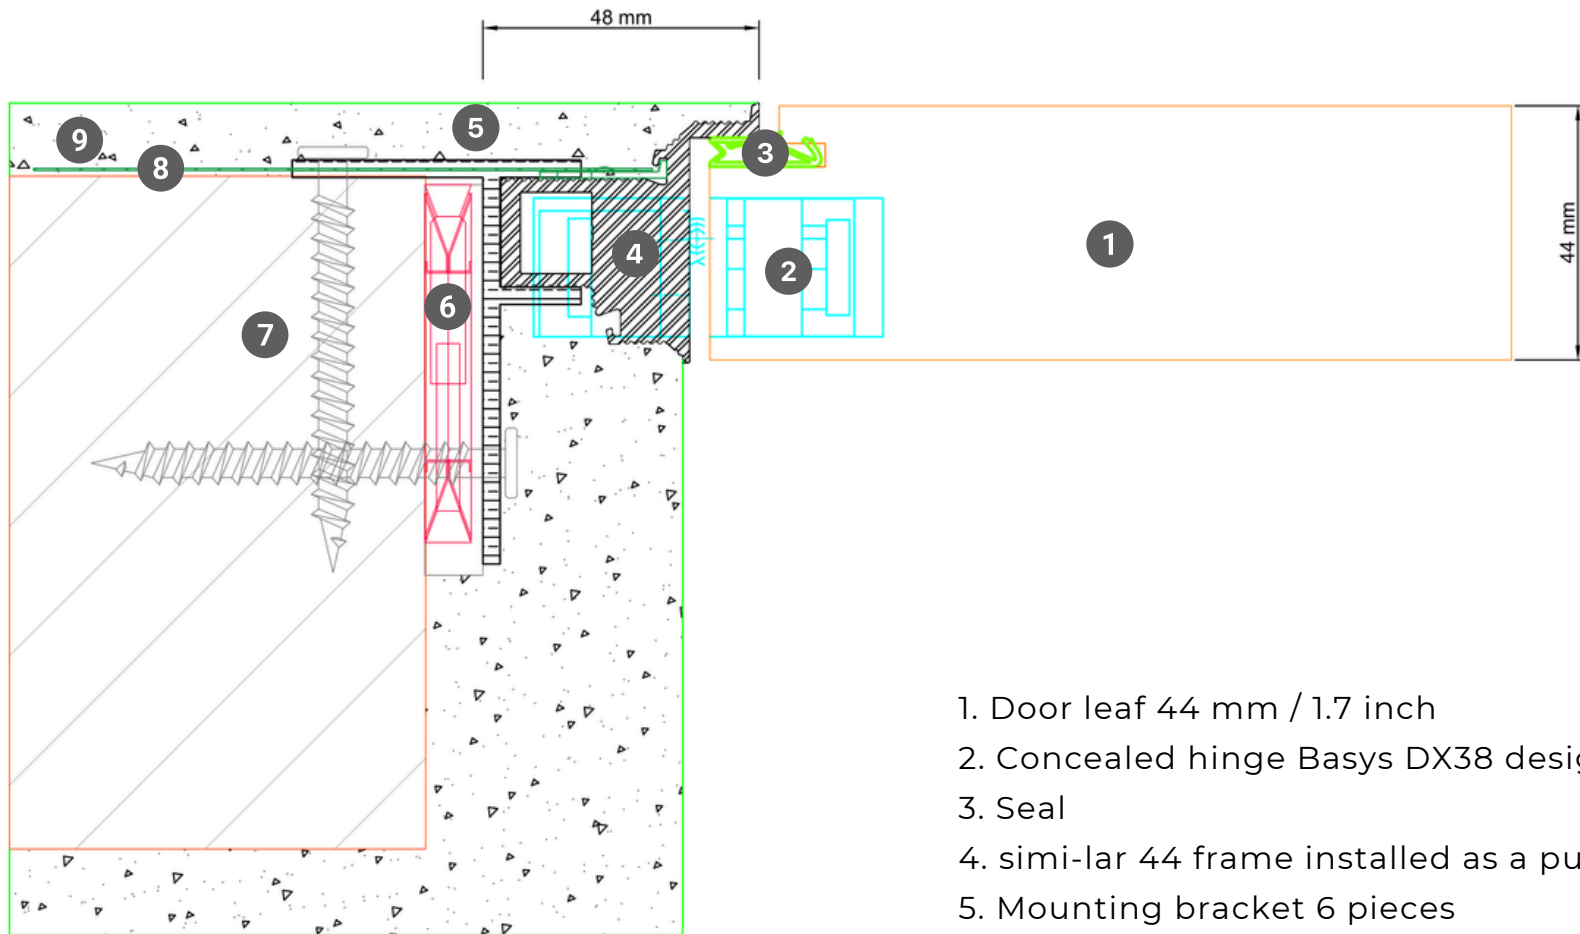 48 mm
5
9
8
3
4
2
1
44 mm
6
7
1. Door leaf 44 mm / 1.7 inch
2. Concealed hinge Basys DX38
3. Seal
4. simi-lar 44 frame installed as a
5. Mounting bracket 6 pieces